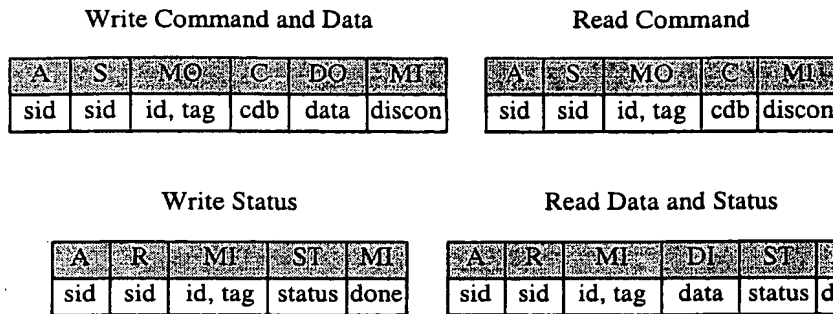 Write Command and Data
A S MO C DO MI
sid sid id, tag cdb data discon
Read Command
A S MO C MI
sid sid id, tag cdb discon
Write Status
A R MI ST MI
sid sid id, tag status done
Read Data and Status
A R MI DI ST
sid sid id, tag data status d